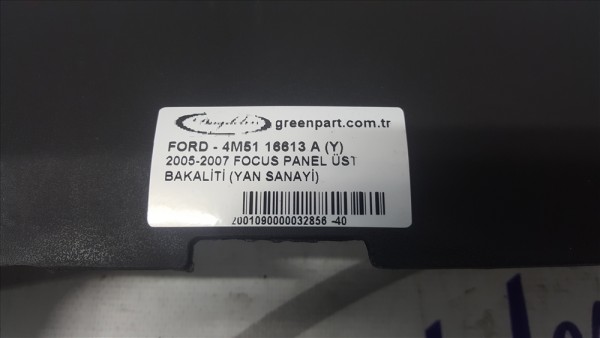 greenpart.com.tr
FORD - 4M51 16613 A (Y)
2005-2007 FOCUS PANEL ÜST
BAKALİTİ (YAN SANAYİ)
2001090000032856 -40